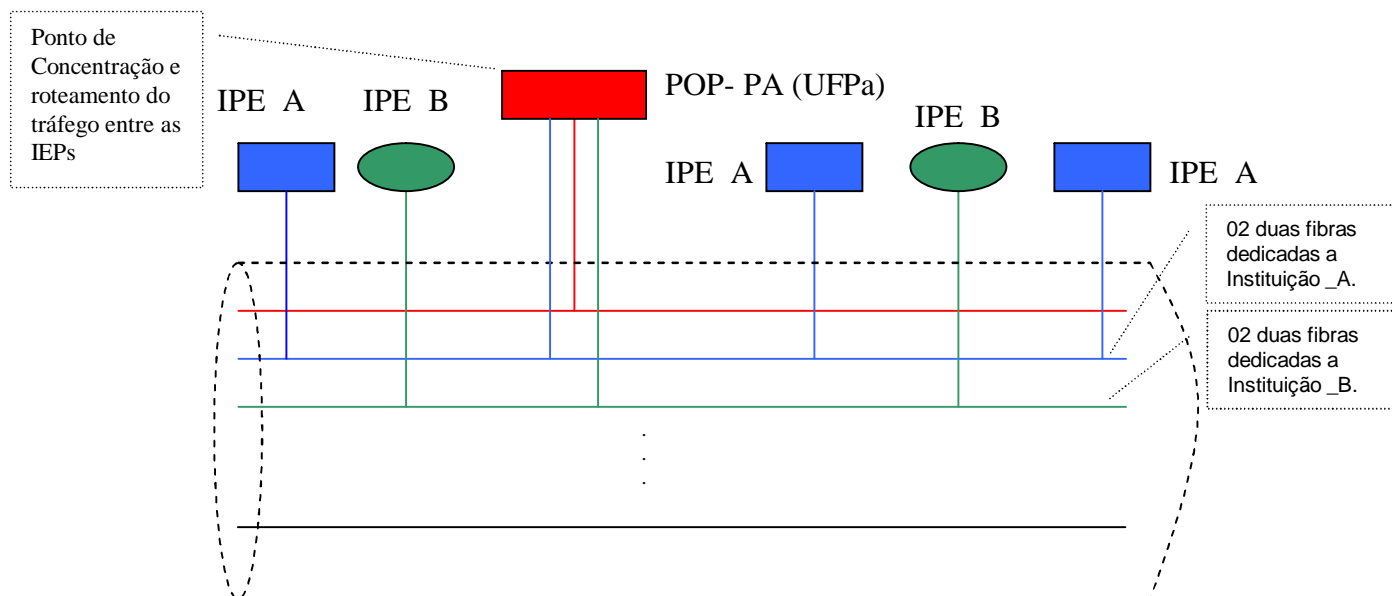 Ponto de
Concentração e
roteamento do
tráfego entre as
IEPs
IPE A
IPE B
POP- PA (UFPa)
IPE A
IPE B
IPE A
02 duas fibras
dedicadas a
Instituição _A.
02 duas fibras
dedicadas a
Instituição _B.